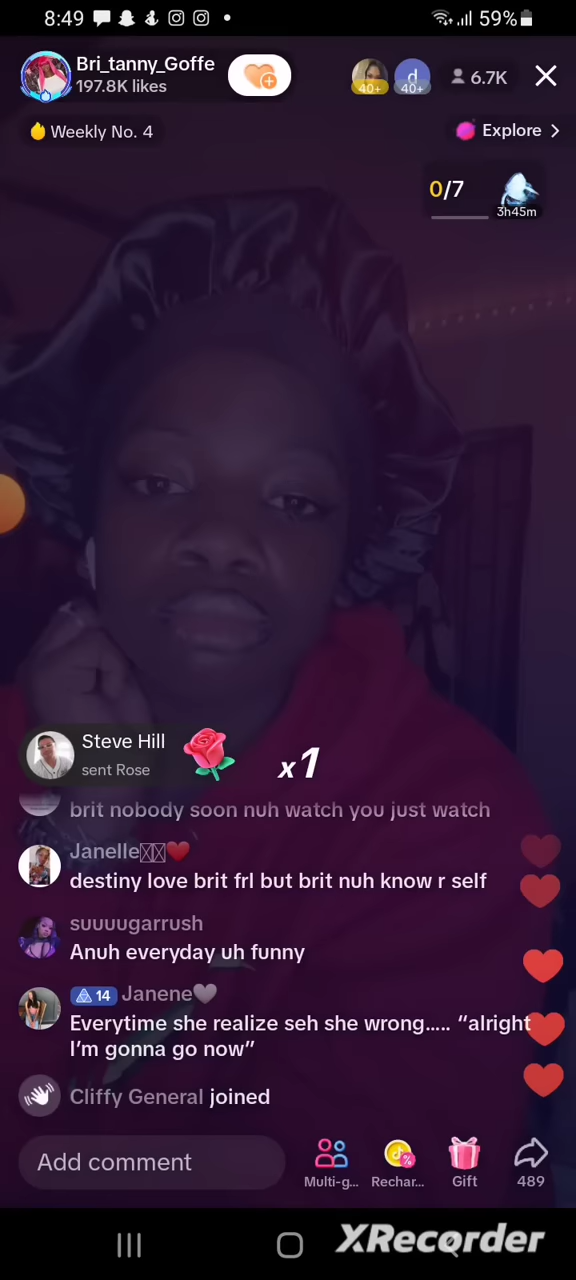 8:49
59%
Bri_tanny_Goffe
197.8K likes
40+
d
40+
6.7K
Weekly No. 4
Explore
0/7
3h45m
Steve Hill
sent Rose
x1
brit nobody soon nuh watch you just watch
Janelle
destiny love brit frl but brit nuh know r self
suuuugarrush
Anuh everyday uh funny
14 Janene🩶
Everytime she realize seh she wrong..... “alright
I’m gonna go now”
Cliffy General joined
Add comment
Multi-g...
Rechar...
Gift
489
XRecorder